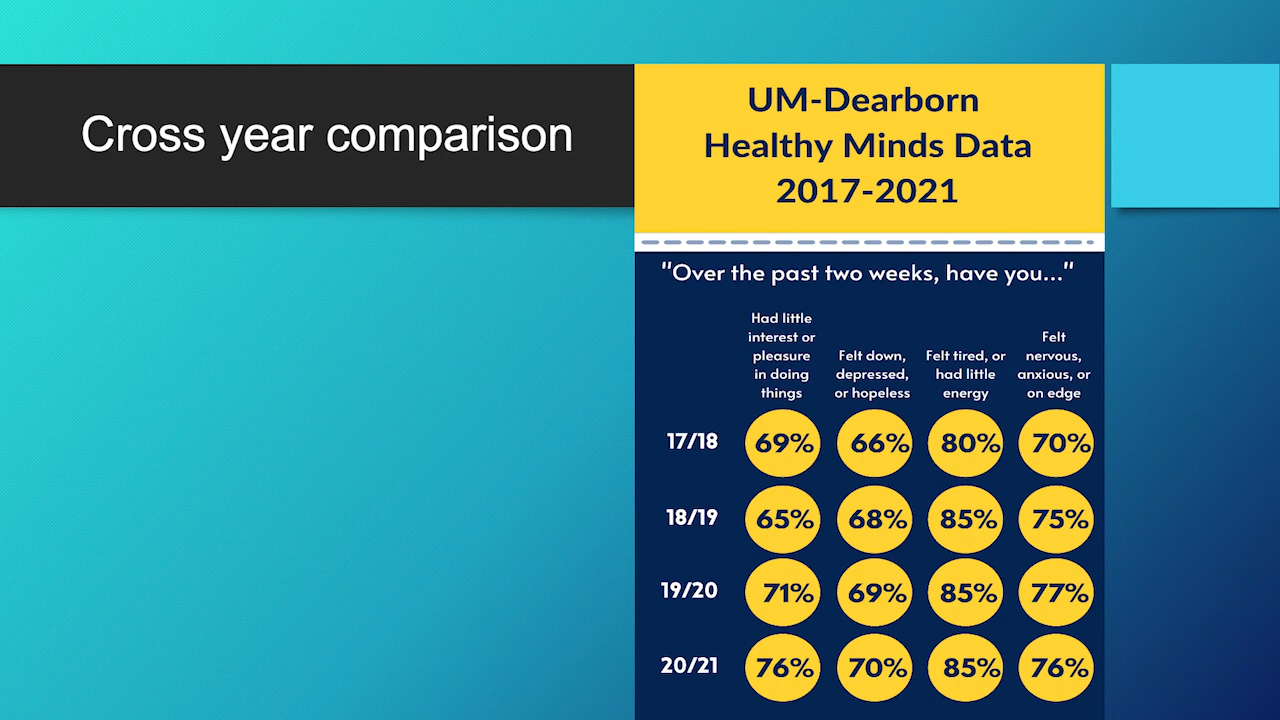 Cross year comparison
UM-Dearborn
Healthy Minds Data
2017-2021
"Over the past two weeks, have you..."
Had little
interest or
pleasure
in doing
things
Felt down,
depressed,
or hopeless
Felt tired, or
had little
energy
Felt
nervous,
anxious, or
on edge
17/18 69% 66% 80% 70%
18/19 65% 68% 85% 75%
19/20 71% 69% 85% 77%
20/21 76% 70% 85% 76%